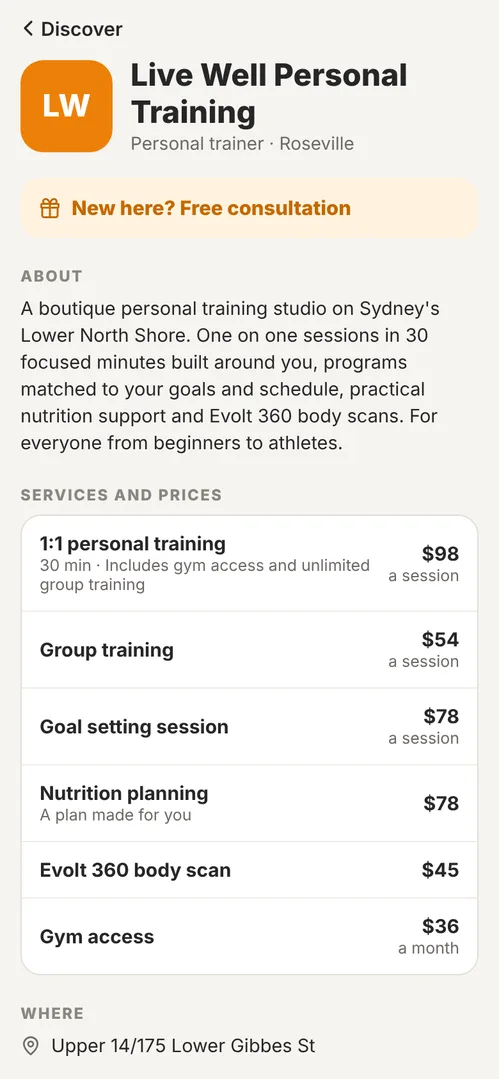 Discover
LW
Live Well Personal
Training
Personal trainer · Roseville
New here? Free consultation
ABOUT
A boutique personal training studio on Sydney's
Lower North Shore. One on one sessions in 30
focused minutes built around you, programs
matched to your goals and schedule, practical
nutrition support and Evolt 360 body scans. For
everyone from beginners to athletes.
SERVICES AND PRICES
1:1 personal training
30 min · Includes gym access and unlimited
group training
$98
a session
Group training
$54
a session
Goal setting session
$78
a session
Nutrition planning
A plan made for you
$78
Evolt 360 body scan
$45
Gym access
$36
a month
WHERE
Upper 14/175 Lower Gibbes St